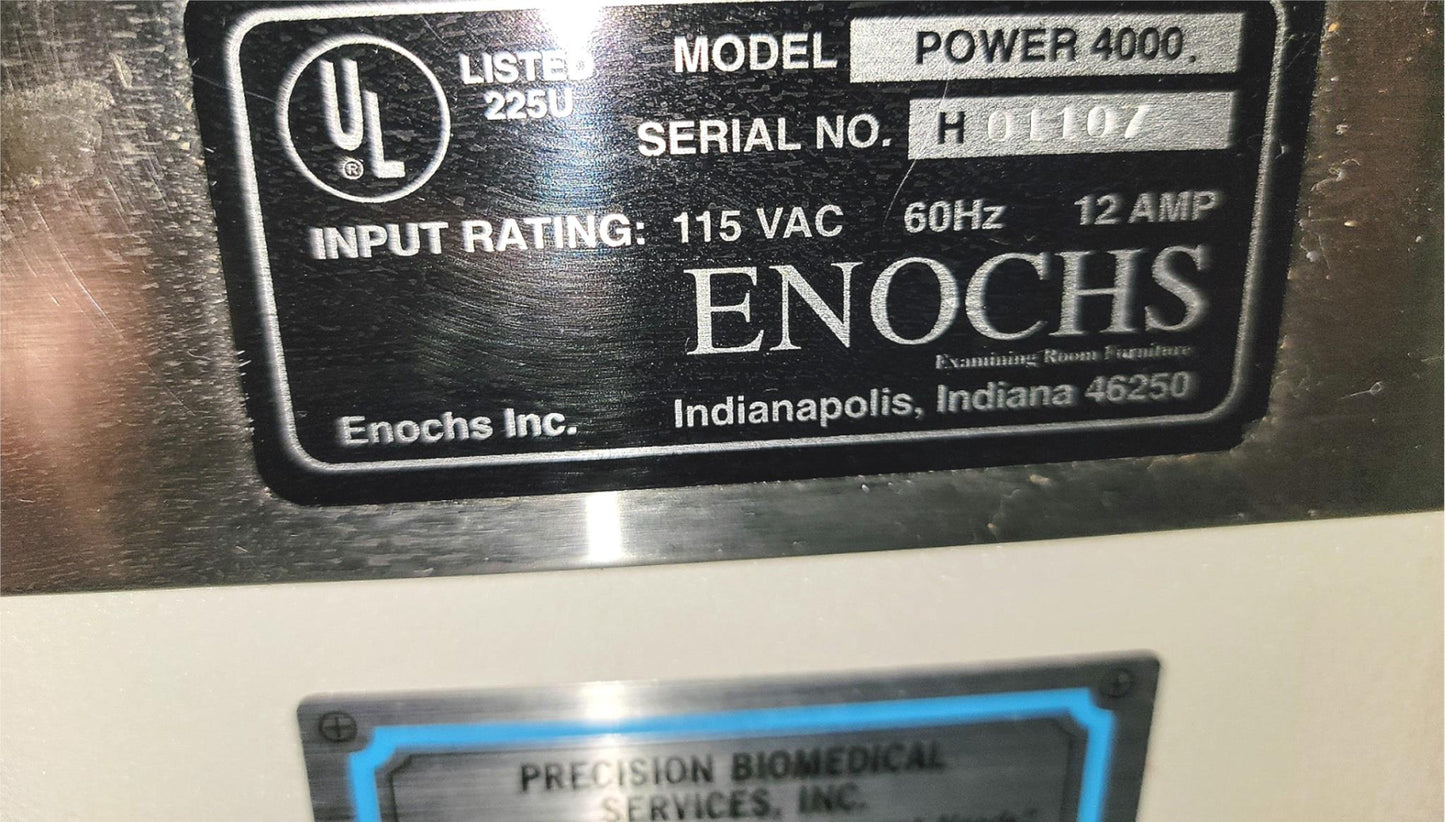 UL
®
LISTED
225U
MODEL POWER 4000.
SERIAL NO. H 01107
INPUT RATING: 115 VAC 60Hz 12 AMP
ENOCHS
Examining Room Furniture
Enochs Inc. Indianapolis, Indiana 46250
PRECISION BIOMEDICAL
SERVICES, INC.